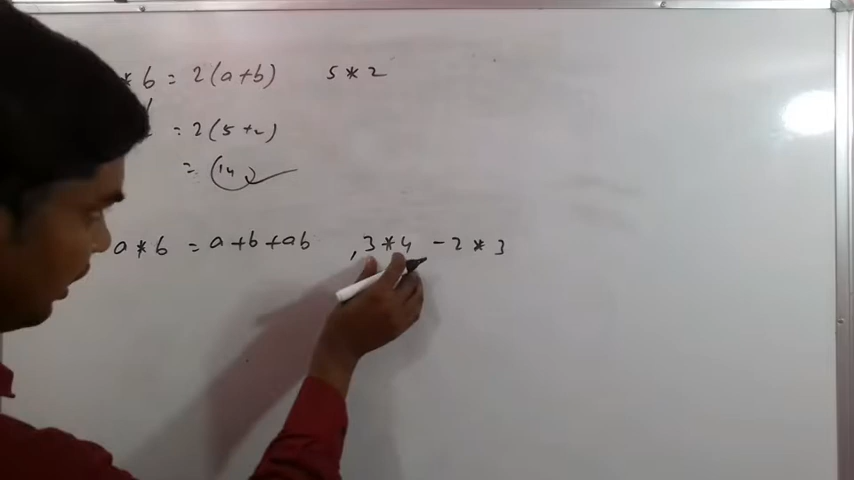 * b = 2(a+b) 5 * 2
= 2(5+2)
= 14
a * b = a+b+ab , 3*4 - 2*3